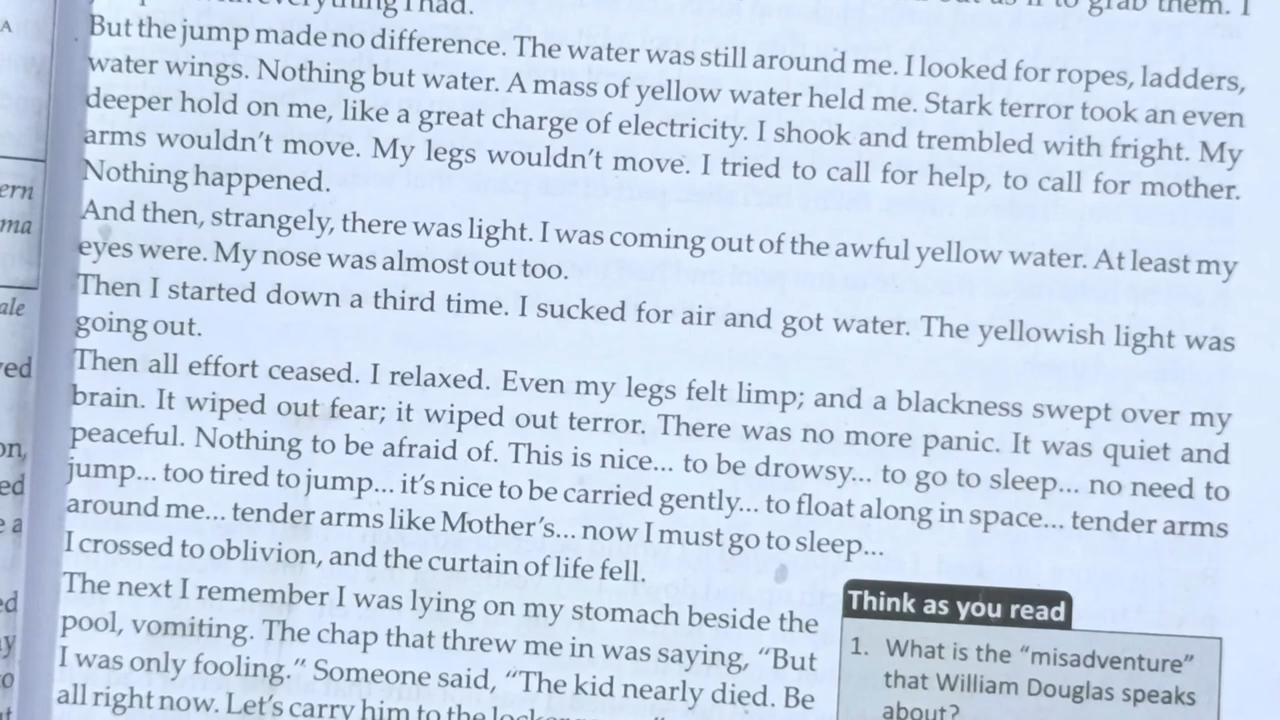 everything I had.
to grab them. I
But the jump made no difference. The water was still around me. I looked for ropes, ladders,
water wings. Nothing but water. A mass of yellow water held me. Stark terror took an even
deeper hold on me, like a great charge of electricity. I shook and trembled with fright. My
arms wouldn't move. My legs wouldn't move. I tried to call for help, to call for mother.
Nothing happened.
And then, strangely, there was light. I was coming out of the awful yellow water. At least my
eyes were. My nose was almost out too.
Then I started down a third time. I sucked for air and got water. The yellowish light was
going out.
Then all effort ceased. I relaxed. Even my legs felt limp; and a blackness swept over my
brain. It wiped out fear; it wiped out terror. There was no more panic. It was quiet and
peaceful. Nothing to be afraid of. This is nice... to be drowsy... to go to sleep... no need to
jump... too tired to jump... it's nice to be carried gently... to float along in space... tender arms
around me... tender arms like Mother's... now I must go to sleep...
I crossed to oblivion, and the curtain of life fell.
The next I remember I was lying on my stomach beside the
pool, vomiting. The chap that threw me in was saying, "But
I was only fooling." Someone said, "The kid nearly died. Be
all right now. Let's carry him to the
Think as you read
1. What is the "misadventure"
that William Douglas speaks
about?